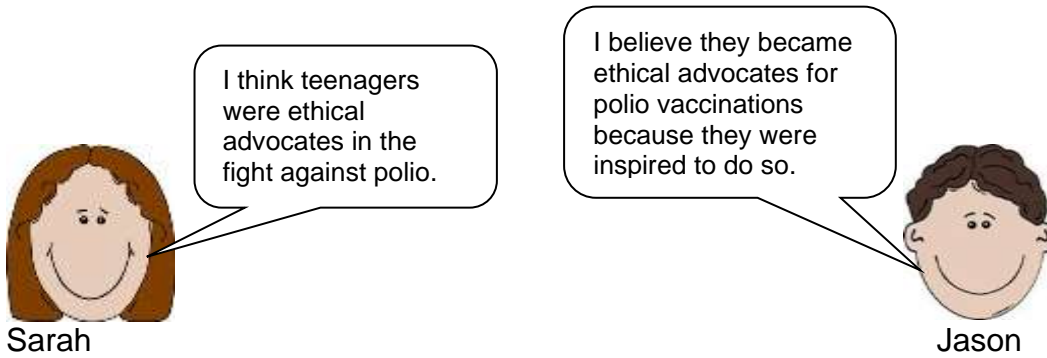 I think teenagers
were ethical
advocates in the
fight against polio.
I believe they became
ethical advocates for
polio vaccinations
because they were
inspired to do so.
Sarah
Jason